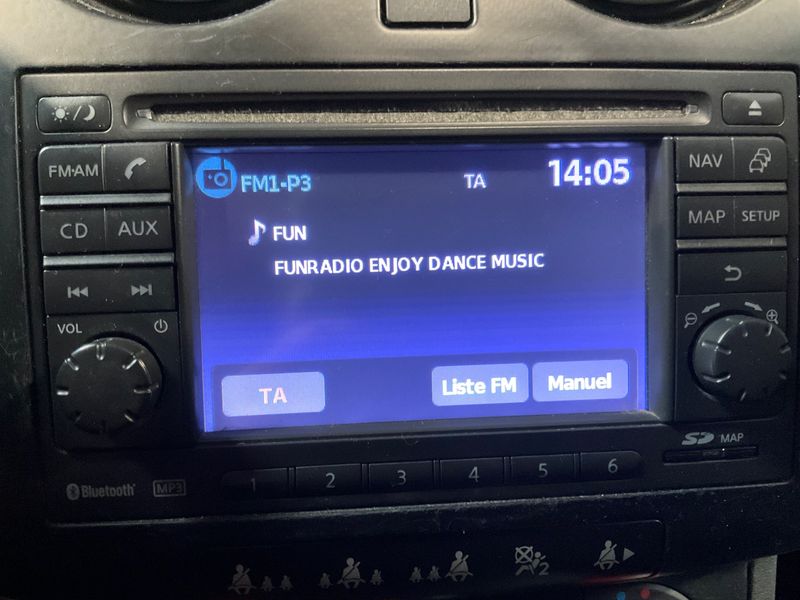 FM1-P3 TA 14:05
FM·AM
NAV
CD AUX
FUN
MAP SETUP
FUNRADIO ENJOY DANCE MUSIC
VOL
TA Liste FM Manuel
SD MAP
Bluetooth MP3 1 2 3 4 5 6
2